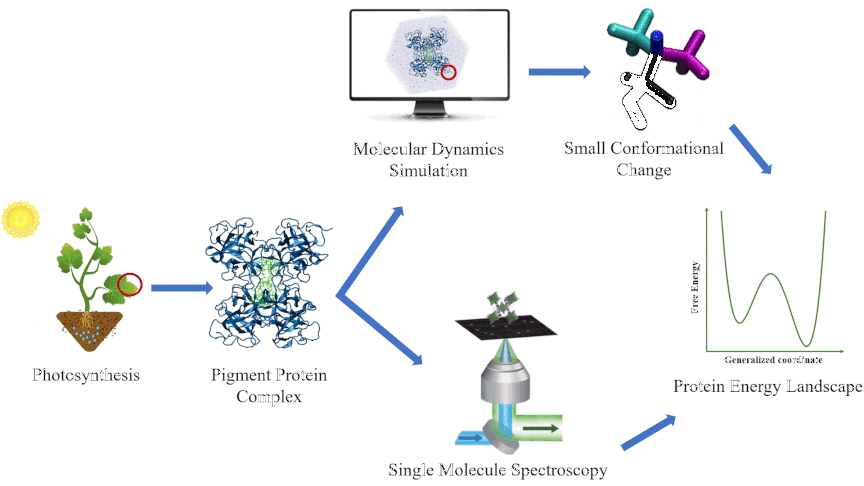 Molecular Dynamics
Simulation
Small Conformational
Change
Photosynthesis
Pigment Protein
Complex
Single Molecule Spectroscopy
Free Energy
Generalized coordinate
Protein Energy Landscape